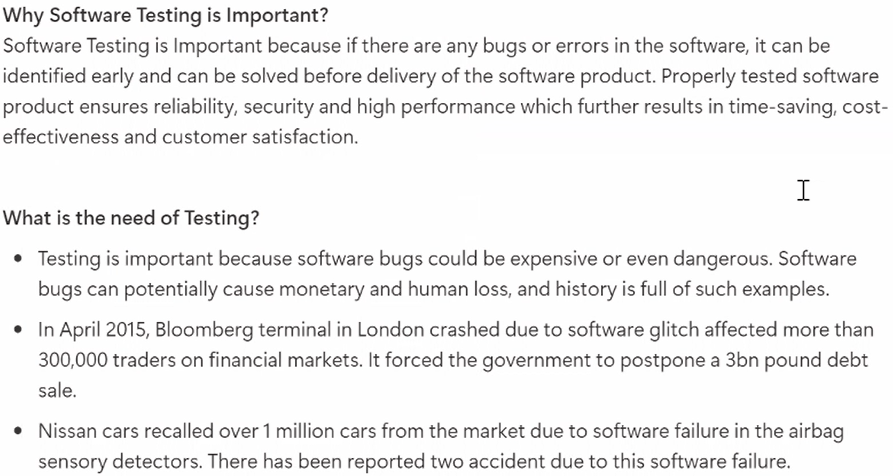 Why Software Testing is Important?
Software Testing is Important because if there are any bugs or errors in the software, it can be
identified early and can be solved before delivery of the software product. Properly tested software
product ensures reliability, security and high performance which further results in time-saving, cost-
effectiveness and customer satisfaction.
What is the need of Testing?
• Testing is important because software bugs could be expensive or even dangerous. Software
bugs can potentially cause monetary and human loss, and history is full of such examples.
• In April 2015, Bloomberg terminal in London crashed due to software glitch affected more than
300,000 traders on financial markets. It forced the government to postpone a 3bn pound debt
sale.
• Nissan cars recalled over 1 million cars from the market due to software failure in the airbag
sensory detectors. There has been reported two accident due to this software failure.